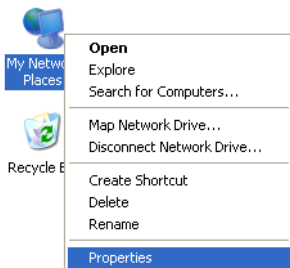 My Netwo
Places
Recycle B
Open
Explore
Search for Computers...
Map Network Drive...
Disconnect Network Drive...
Create Shortcut
Delete
Rename
Properties